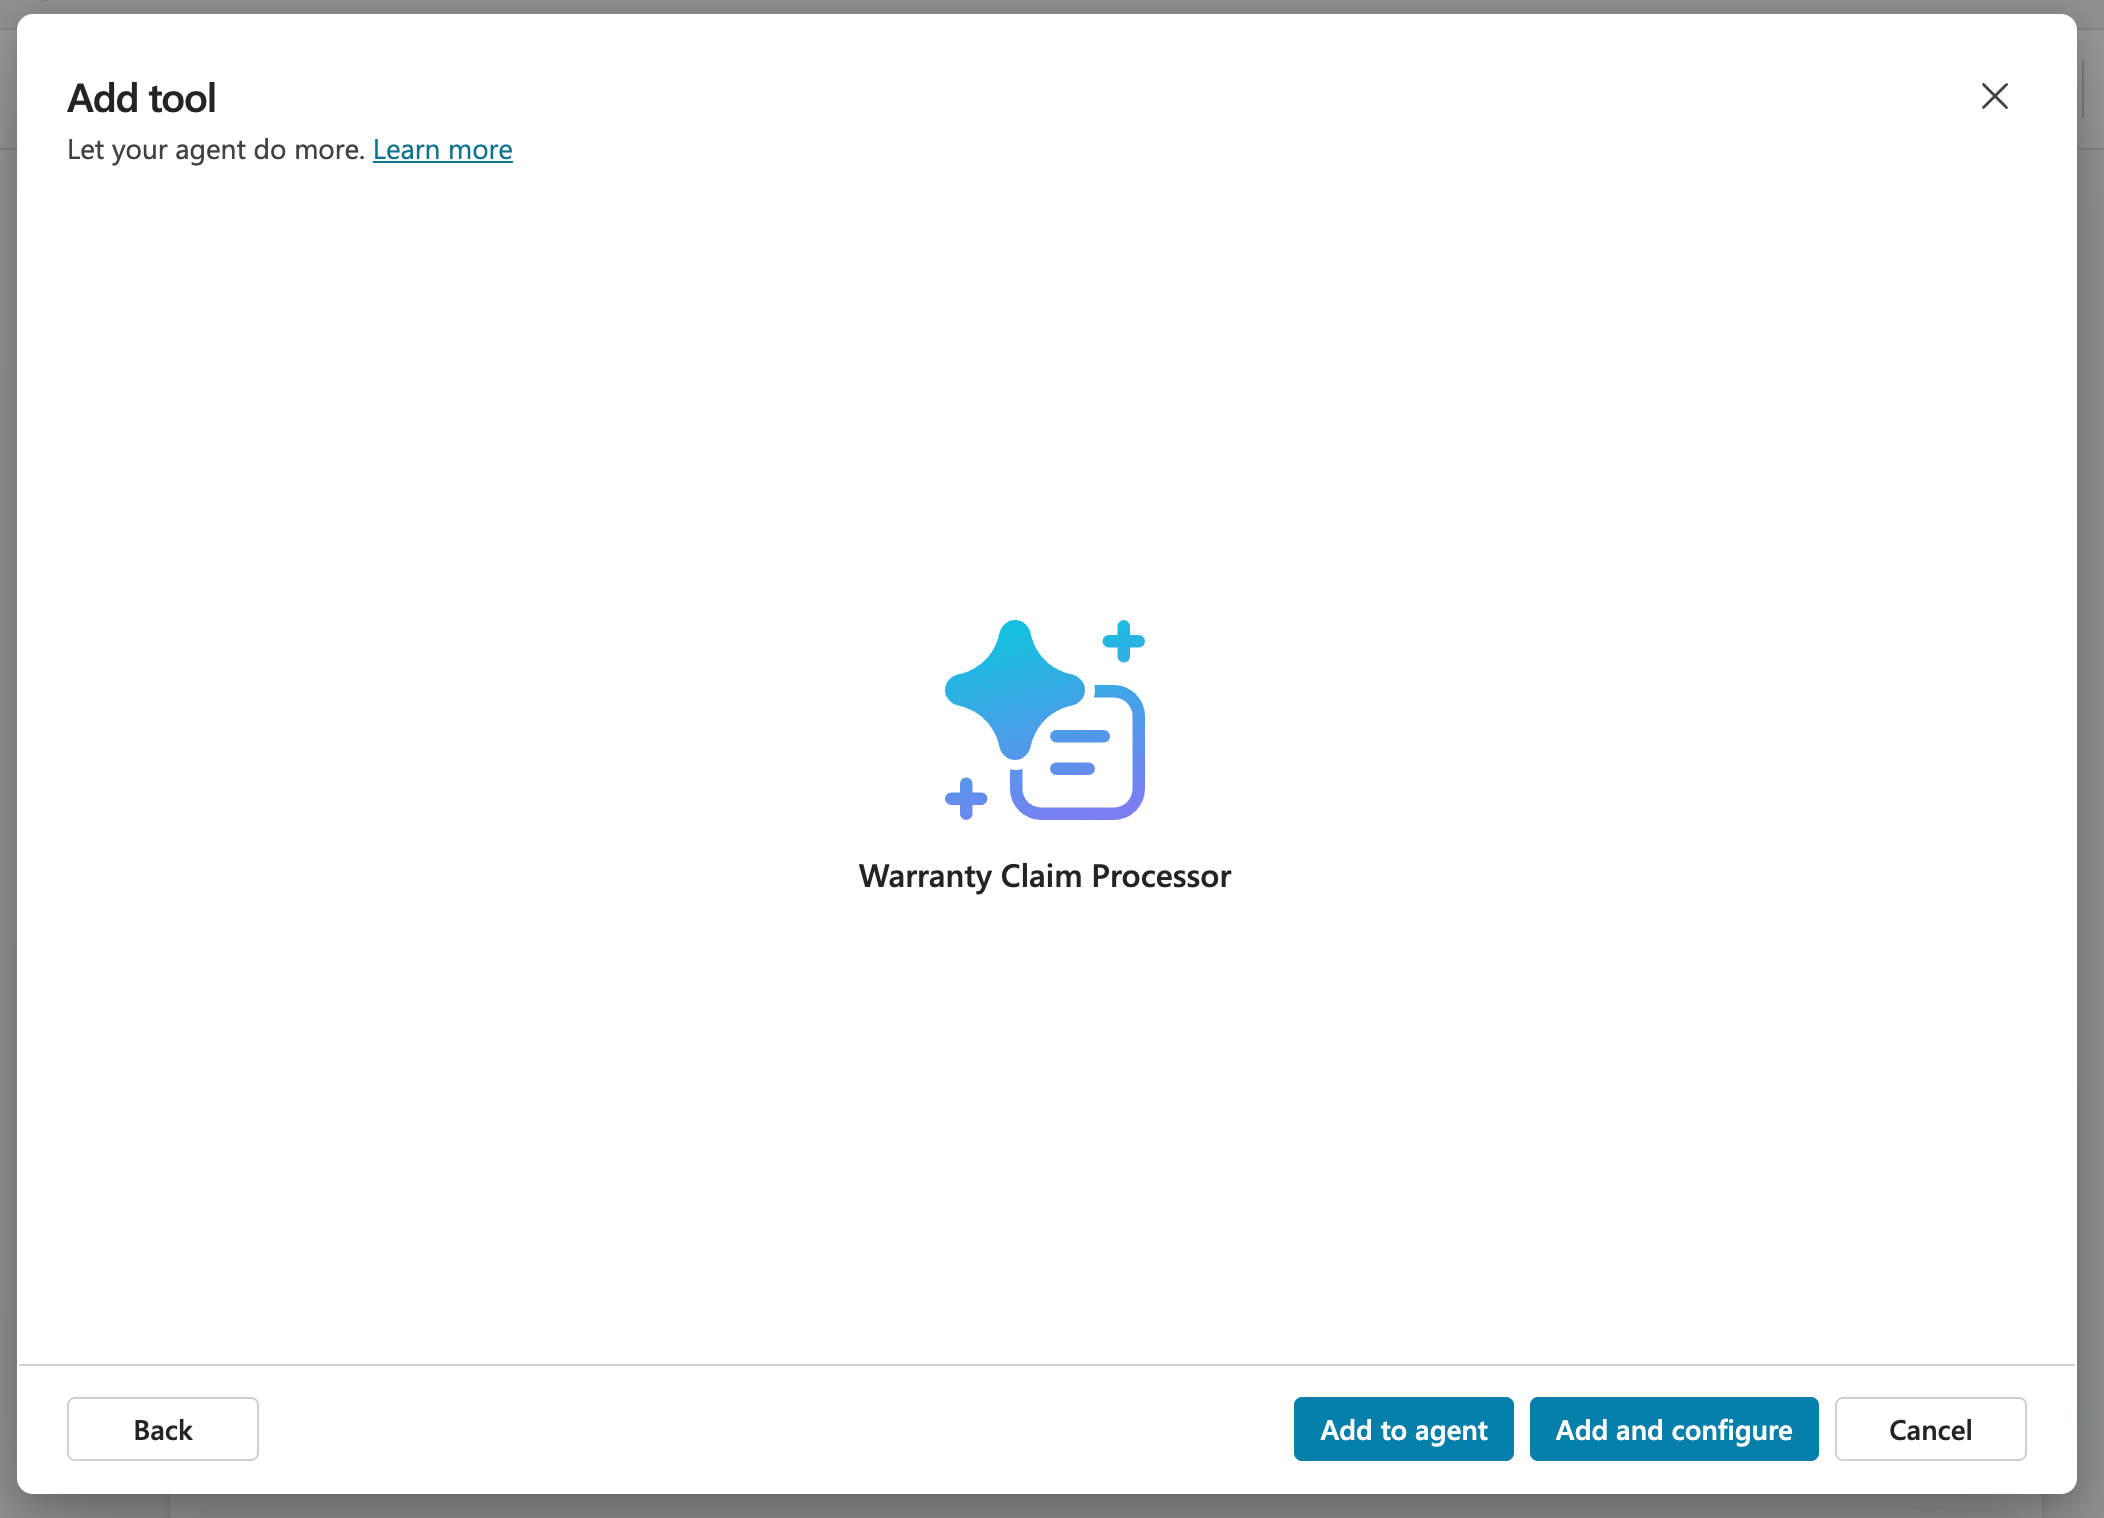 Add tool
Let your agent do more. Learn more
Warranty Claim Processor
Back
Add to agent
Add and configure
Cancel